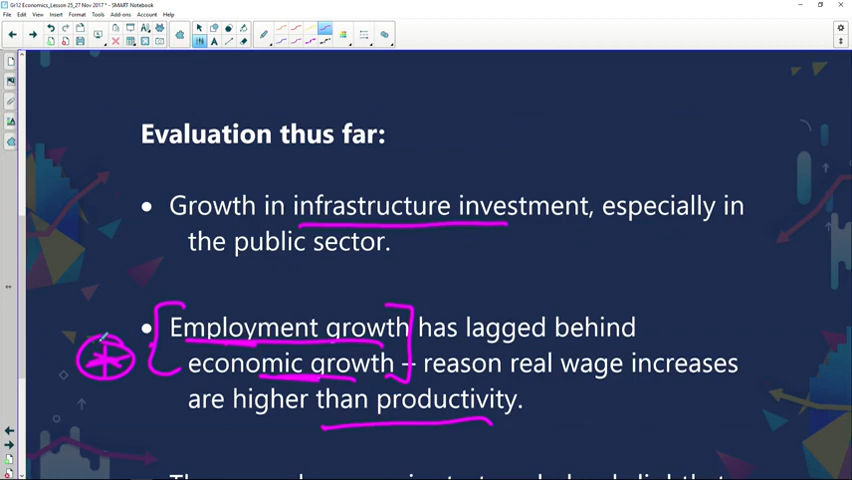 Gr12 Economics_Lesson 25_27 Nov 2017 * - SMART Notebook
File Edit View Insert Format Tools Add-ons Account Help
Evaluation thus far:
• Growth in infrastructure investment, especially in
the public sector.
• Employment growth has lagged behind
economic growth – reason real wage increases
are higher than productivity.